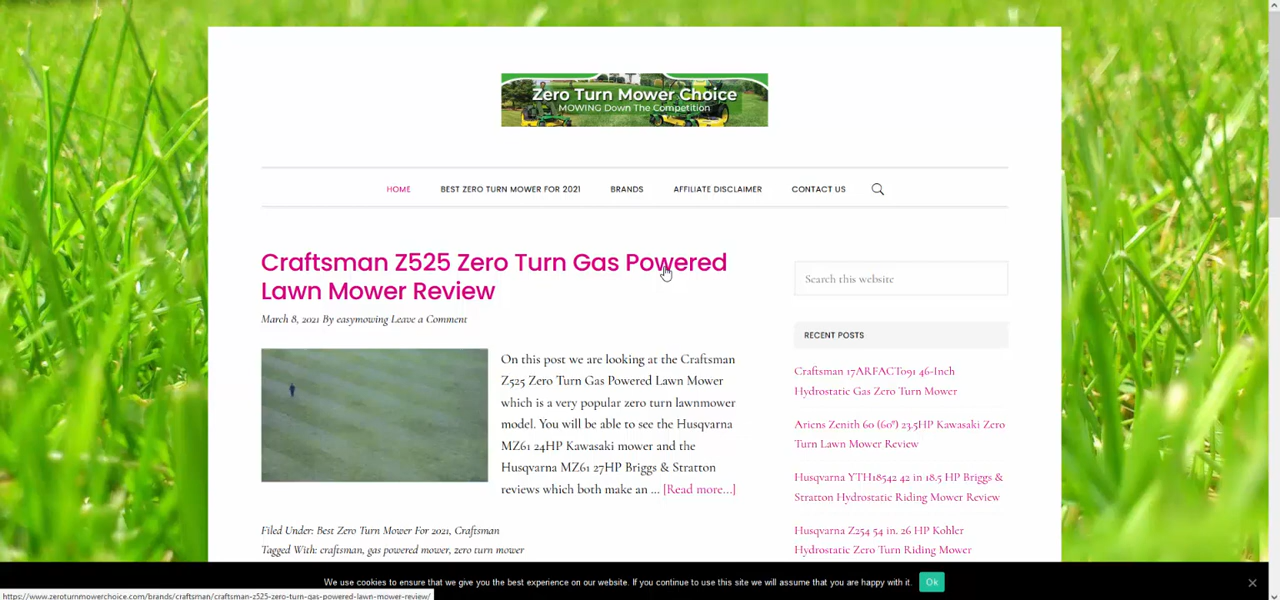 Zero Turn Mower Choice
MOWING Down The Competition
HOME BEST ZERO TURN MOWER FOR 2021 BRANDS AFFILIATE DISCLAIMER CONTACT US
Craftsman Z525 Zero Turn Gas Powered
Lawn Mower Review
March 8, 2021 By easymowing Leave a Comment
On this post we are looking at the Craftsman
Z525 Zero Turn Gas Powered Lawn Mower
which is a very popular zero turn lawnmower
model. You will be able to see the Husqvarna
MZ61 24HP Kawasaki mower and the
Husqvarna MZ61 27HP Briggs & Stratton
reviews which both make an ... [Read more...]
Filed Under: Best Zero Turn Mower For 2021, Craftsman
Tagged With: craftsman, gas powered mower, zero turn mower
Search this website
RECENT POSTS
Craftsman 17ARFACT091 46-Inch
Hydrostatic Gas Zero Turn Mower
Ariens Zenith 60 (60") 23.5HP Kawasaki Zero
Turn Lawn Mower Review
Husqvarna YTH18542 42 in 18.5 HP Briggs &
Stratton Hydrostatic Riding Mower Review
Husqvarna Z254 54 in. 26 HP Kohler
Hydrostatic Zero Turn Riding Mower
We use cookies to ensure that we give you the best experience on our website. If you continue to use this site we will assume that you are happy with it. Ok
https://www.zeroturnmowerchoice.com/brands/craftsman/craftsman-z525-zero-turn-gas-powered-lawn-mower-review/